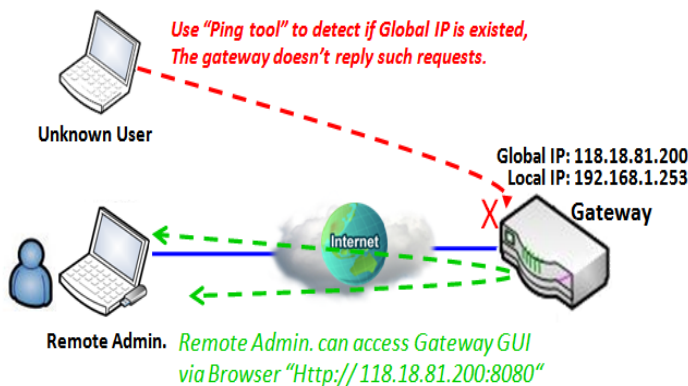 Use “Ping tool” to detect if Global IP is existed,
The gateway doesn’t reply such requests.
Unknown User
Global IP: 118.18.81.200
Local IP: 192.168.1.253
Gateway
Internet
Remote Admin.
Remote Admin. can access Gateway GUI
via Browser “Http:// 118.18.81.200:8080“